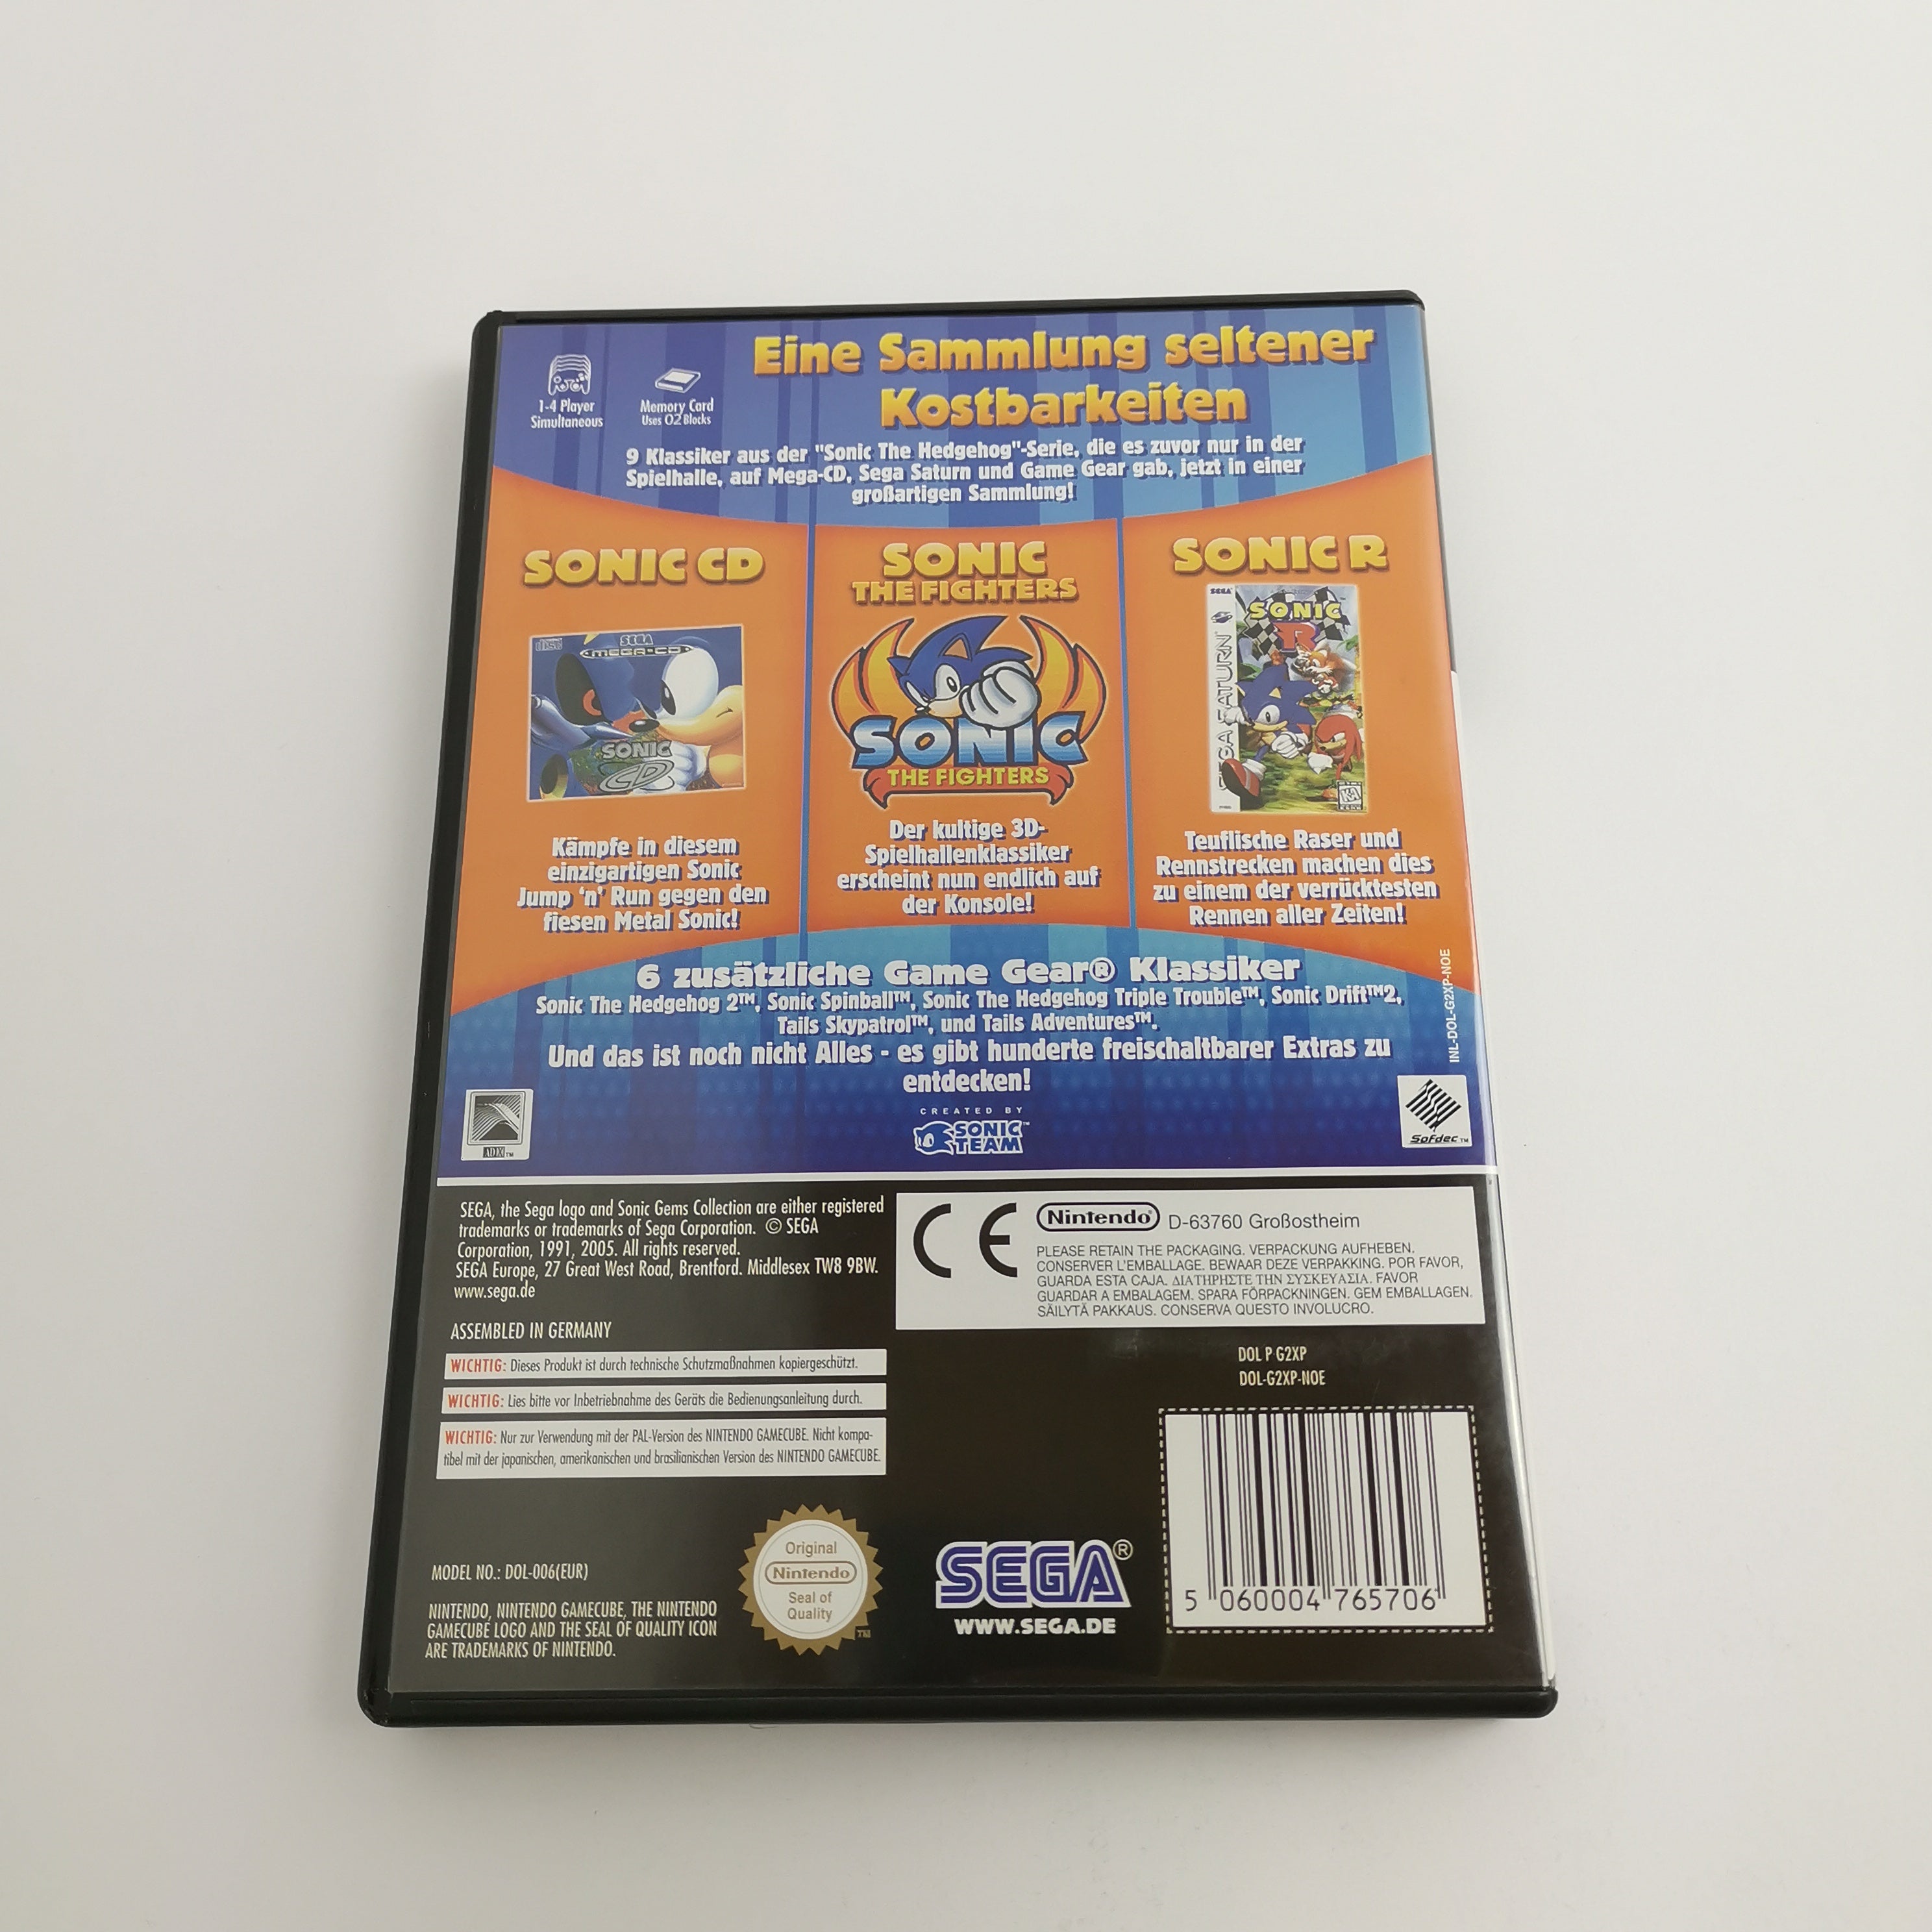 Eine Sammlung seltener
Kostbarkeiten
1-4 Player
Simultaneous
Memory Card
Uses 02 Blocks
9 Klassiker aus der "Sonic The Hedgehog"-Serie, die es zuvor nur in der
Spielhalle, auf Mega-CD, Sega Saturn und Game Gear gab, jetzt in einer
großartigen Sammlung!
SONIC CD
SEGA
MEGA-CD
SONIC
CD
Kämpfe in diesem
einzigartigen Sonic
Jump 'n' Run gegen den
fiesen Metal Sonic!
SONIC
THE FIGHTERS
SONIC
THE FIGHTERS
Der kultige 3D-
Spielhallenklassiker
erscheint nun endlich auf
der Konsole!
SONIC R
SEGA
SEGA SATURN
SONIC
R
KA
Teuflische Raser und
Rennstrecken machen dies
zu einem der verrücktesten
Rennen aller Zeiten!
6 zusätzliche Game Gear® Klassiker
Sonic The Hedgehog 2™, Sonic Spinball™, Sonic The Hedgehog Triple Trouble™, Sonic Drift™2,
Tails Skypatrol™, und Tails Adventures™.
Und das ist noch nicht Alles - es gibt hunderte freischaltbarer Extras zu
entdecken!
INL-DOL-G2XP-NOE
ADX™
CREATED BY
SONIC
TEAM™
Sofdec™
SEGA, the Sega logo and Sonic Gems Collection are either registered
trademarks or trademarks of Sega Corporation. © SEGA
Corporation, 1991, 2005. All rights reserved.
SEGA Europe, 27 Great West Road, Brentford. Middlesex TW8 9BW.
www.sega.de
ASSEMBLED IN GERMANY
WICHTIG: Dieses Produkt ist durch technische Schutzmaßnahmen kopiergeschützt.
WICHTIG: Lies bitte vor Inbetriebnahme des Geräts die Bedienungsanleitung durch.
WICHTIG: Nur zur Verwendung mit der PAL-Version des NINTENDO GAMECUBE. Nicht kompa-
tibel mit der japanischen, amerikanischen und brasilianischen Version des NINTENDO GAMECUBE.
CE
Nintendo® D-63760 Großostheim
PLEASE RETAIN THE PACKAGING. VERPACKUNG AUFHEBEN.
CONSERVER L'EMBALLAGE. BEWAAR DEZE VERPAKKING. POR FAVOR,
GUARDA ESTA CAJA. ΔΙΑΤΗΡΗΣΤΕ ΤΗΝ ΣΥΣΚΕΥΑΣΙΑ. FAVOR
GUARDAR A EMBALAGEM. SPARA FÖRPACKNINGEN. GEM EMBALLAGEN.
SÄILYTÄ PAKKAUS. CONSERVA QUESTO INVOLUCRO.
DOL P G2XP
DOL-G2XP-NOE
MODEL NO.: DOL-006(EUR)
NINTENDO, NINTENDO GAMECUBE, THE NINTENDO
GAMECUBE LOGO AND THE SEAL OF QUALITY ICON
ARE TRADEMARKS OF NINTENDO.
Original
Nintendo®
Seal of
Quality
™
SEGA®
WWW.SEGA.DE
5 060004 765706